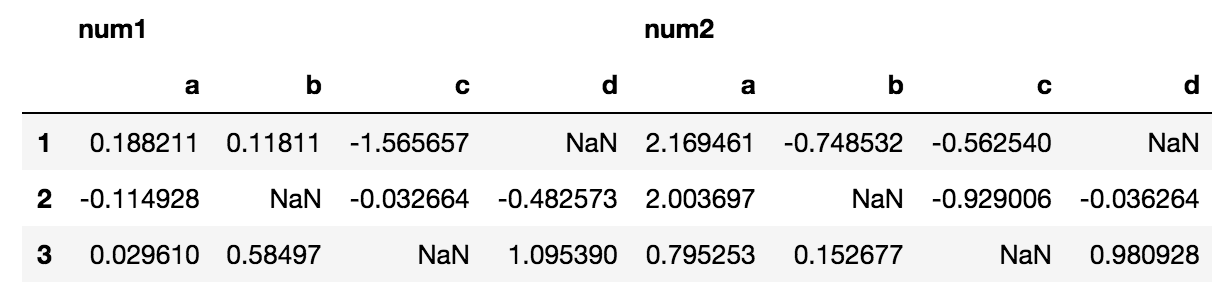 num1 num2
a b c d a b c d
1 0.188211 0.11811 -1.565657 NaN 2.169461 -0.748532 -0.562540 NaN
2 -0.114928 NaN -0.032664 -0.482573 2.003697 NaN -0.929006 -0.036264
3 0.029610 0.58497 NaN 1.095390 0.795253 0.152677 NaN 0.980928